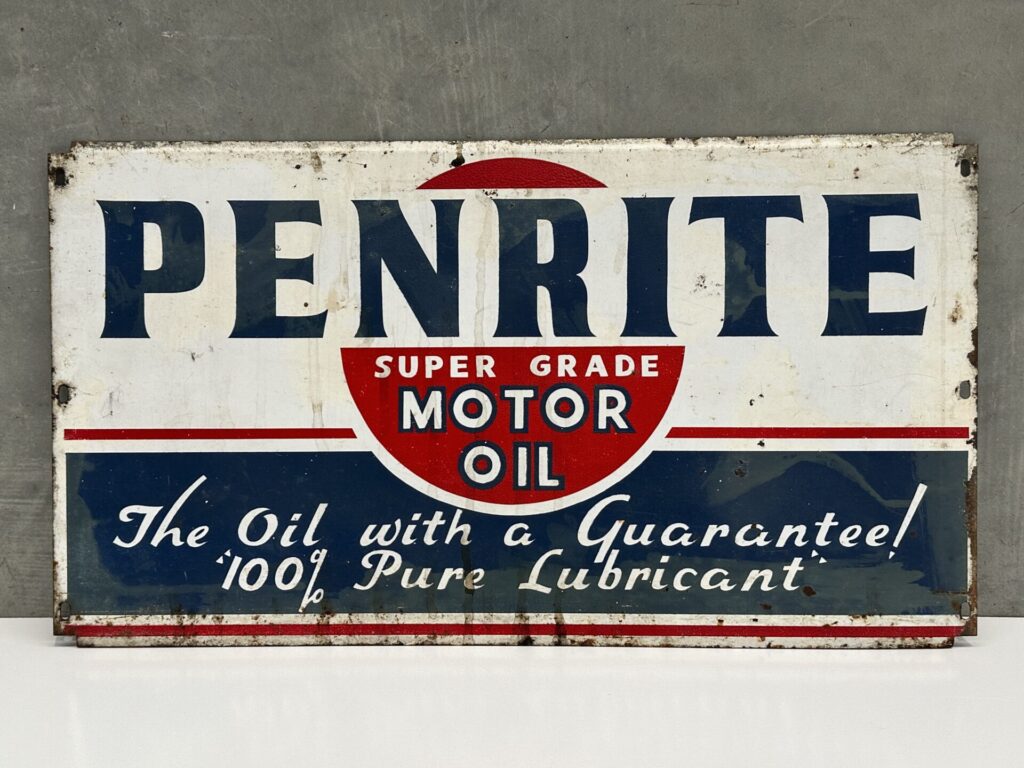 PENRITE
SUPER GRADE
MOTOR
OIL
The Oil with a Guarantee!
"100% Pure Lubricant"